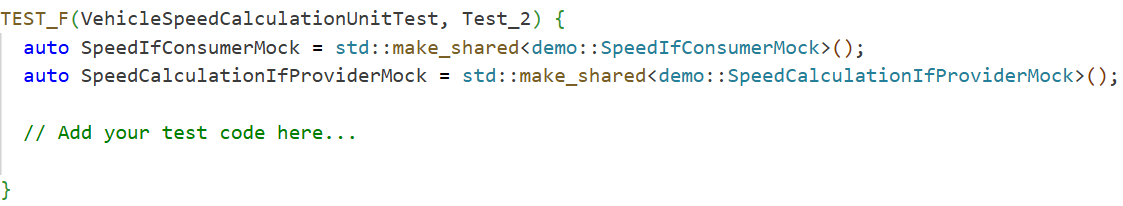 TEST_F(VehicleSpeedCalculationUnitTest, Test_2) {
  auto SpeedIfConsumerMock = std::make_shared<demo::SpeedIfConsumerMock>();
  auto SpeedCalculationIfProviderMock = std::make_shared<demo::SpeedCalculationIfProviderMock>();
  // Add your test code here...
}